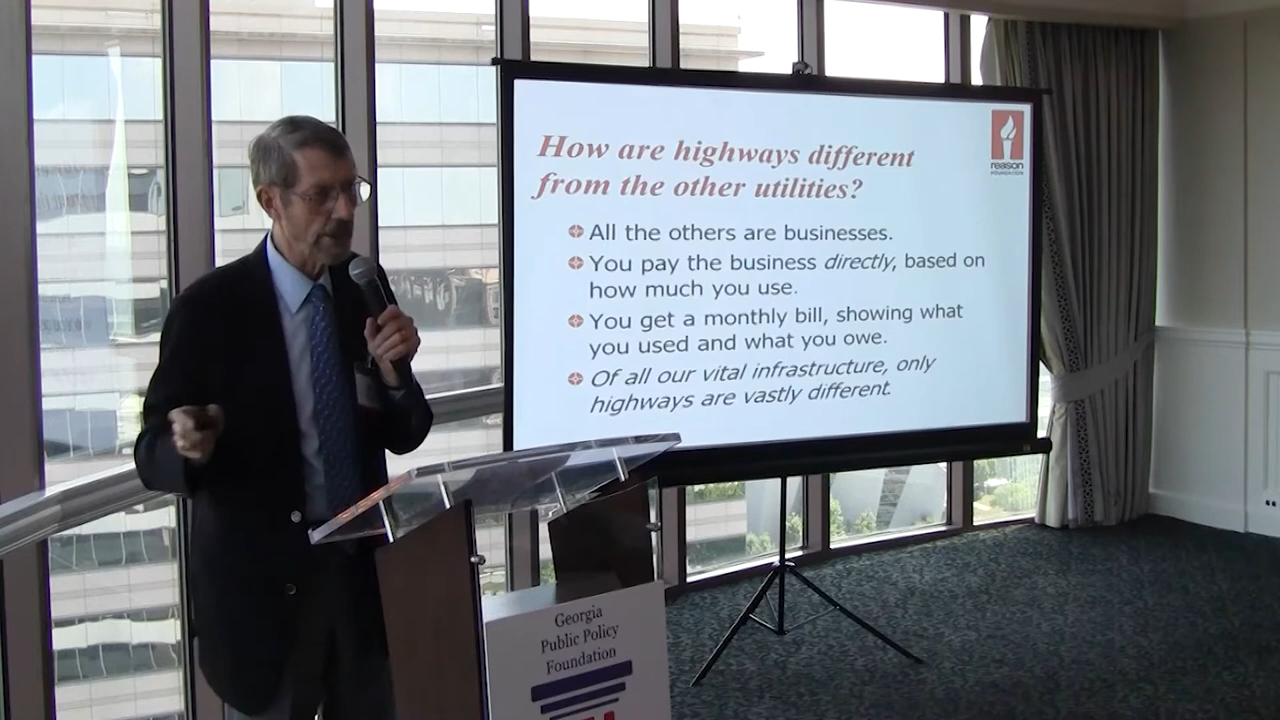 How are highways different
from the other utilities?
reason
FOUNDATION
All the others are businesses.
You pay the business directly, based on
how much you use.
You get a monthly bill, showing what
you used and what you owe.
Of all our vital infrastructure, only
highways are vastly different.
Georgia
Public Policy
Foundation